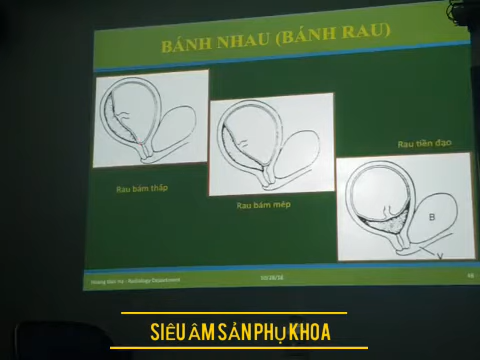 BÁNH NHAU (BÁNH RAU)
Rau bám thấp
Rau bám mép
Rau tiền đạo
B
V
SIÊU ÂM SẢN PHỤ KHOA